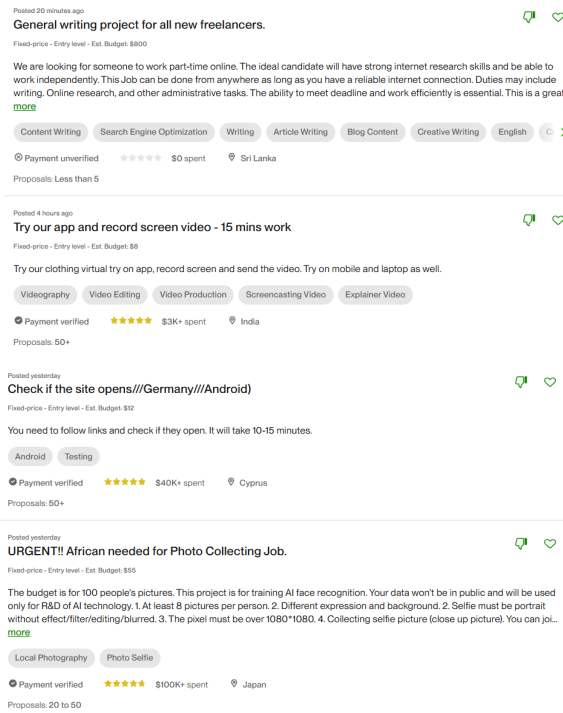 Posted 20 minutes ago
General writing project for all new freelancers.
Fixed-price - Entry level - Est. Budget: $800
We are looking for someone to work part-time online. The ideal candidate will have strong internet research skills and be able to
work independently. This Job can be done from anywhere as long as you have a reliable internet connection. Duties may include
writing. Online research, and other administrative tasks. The ability to meet deadline and work efficiently is essential. This is a great
more
Content Writing Search Engine Optimization Writing Article Writing Blog Content Creative Writing English
Payment unverified $0 spent Sri Lanka
Proposals: Less than 5
Posted 4 hours ago
Try our app and record screen video - 15 mins work
Fixed-price - Entry level - Est. Budget: $8
Try our clothing virtual try on app, record screen and send the video. Try on mobile and laptop as well.
Videography Video Editing Video Production Screencasting Video Explainer Video
Payment verified $3K+ spent India
Proposals: 50+
Posted yesterday
Check if the site opens///Germany///Android)
Fixed-price - Entry level - Est. Budget: $12
You need to follow links and check if they open. It will take 10-15 minutes.
Android Testing
Payment verified $40K+ spent Cyprus
Proposals: 50+
Posted yesterday
URGENT!! African needed for Photo Collecting Job.
Fixed-price - Entry level - Est. Budget: $55
The budget is for 100 people's pictures. This project is for training AI face recognition. Your data won't be in public and will be used
only for R&D of AI technology. 1. At least 8 pictures per person. 2. Different expression and background. 2. Selfie must be portrait
without effect/filter/editing/blurred. 3. The pixel must be over 1080*1080. 4. Collecting selfie picture (close up picture). You can joi...
more
Local Photography Photo Selfie
Payment verified $100K+ spent Japan
Proposals: 20 to 50